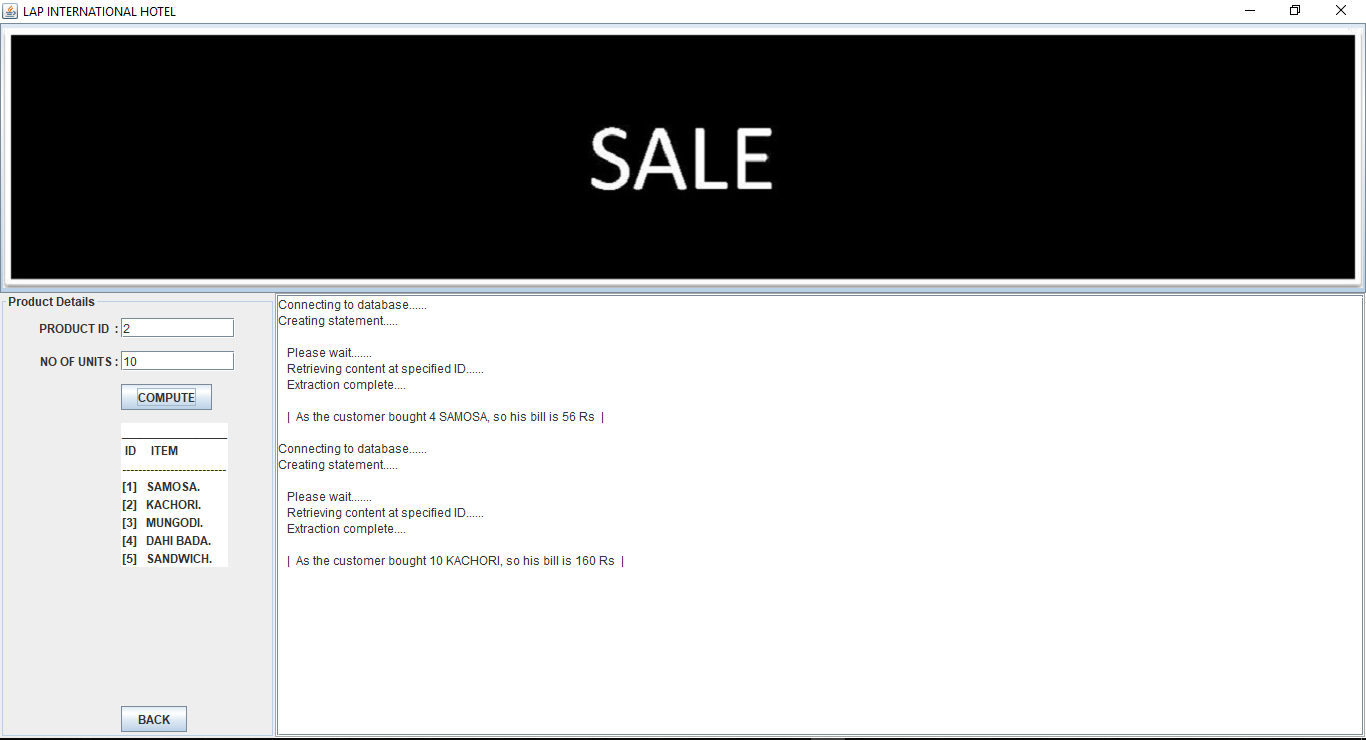 LAP INTERNATIONAL HOTEL
SALE
Product Details
PRODUCT ID : 2
NO OF UNITS : 10
COMPUTE
ID ITEM
--------------------------
[1] SAMOSA.
[2] KACHORI.
[3] MUNGODI.
[4] DAHI BADA.
[5] SANDWICH.
BACK
Connecting to database......
Creating statement.....
Please wait.......
Retrieving content at specified ID......
Extraction complete....
| As the customer bought 4 SAMOSA, so his bill is 56 Rs |
Connecting to database......
Creating statement.....
Please wait.......
Retrieving content at specified ID......
Extraction complete....
| As the customer bought 10 KACHORI, so his bill is 160 Rs |